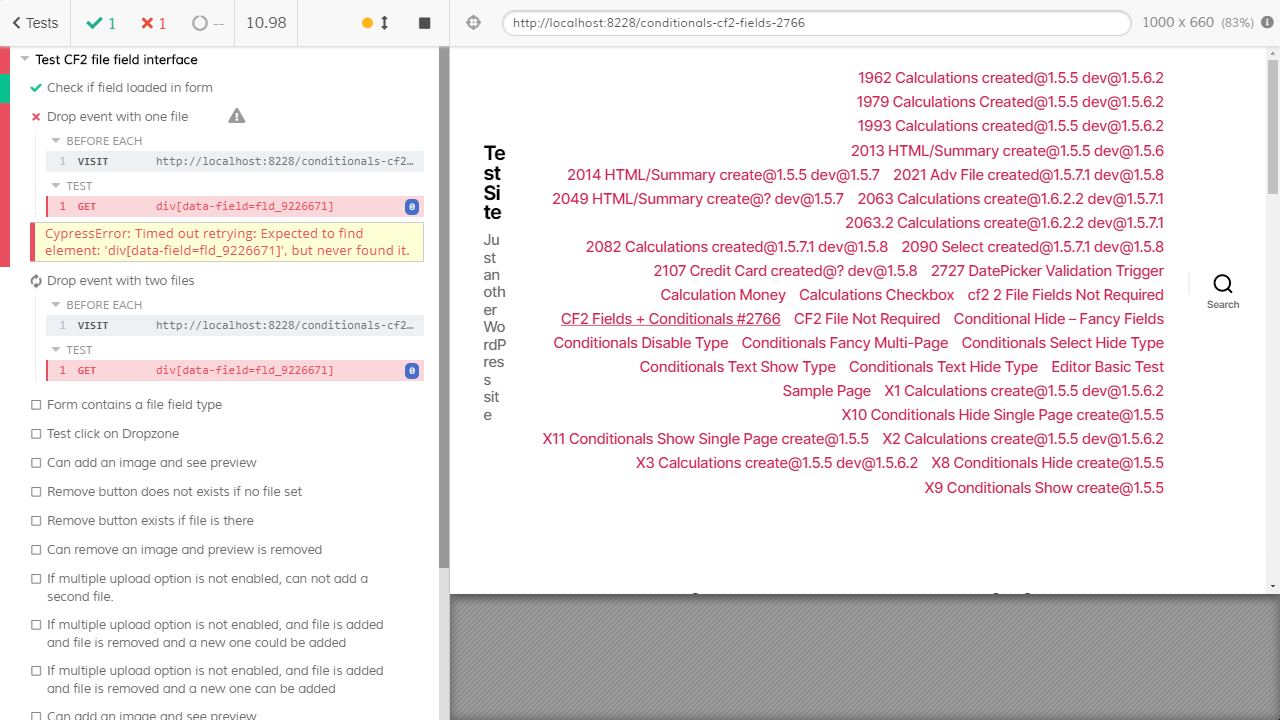 Tests
1
1
--
10.98
Test CF2 file field interface
Check if field loaded in form
Drop event with one file
BEFORE EACH
1 VISIT http://localhost:8228/conditionals-cf2…
TEST
1 GET div[data-field=fld_9226671] 0
CypressError: Timed out retrying: Expected to find
element: 'div[data-field=fld_9226671]', but never found it.
Drop event with two files
BEFORE EACH
1 VISIT http://localhost:8228/conditionals-cf2…
TEST
1 GET div[data-field=fld_9226671] 0
Form contains a file field type
Test click on Dropzone
Can add an image and see preview
Remove button does not exists if no file set
Remove button exists if file is there
Can remove an image and preview is removed
If multiple upload option is not enabled, can not add a
second file.
If multiple upload option is not enabled, and file is added
and file is removed and a new one could be added
If multiple upload option is not enabled, and file is added
and file is removed and a new one can be added
Can add an image and see preview
http://localhost:8228/conditionals-cf2-fields-2766
1000 x 660 (83%)
Te
st
Si
te
Ju
st
an
oth
er
Wo
rdP
res
s
sit
e
1962 Calculations created@1.5.5 dev@1.5.6.2
1979 Calculations Created@1.5.5 dev@1.5.6.2
1993 Calculations created@1.5.5 dev@1.5.6.2
2013 HTML/Summary create@1.5.5 dev@1.5.6
2014 HTML/Summary create@1.5.5 dev@1.5.7 2021 Adv File created@1.5.7.1 dev@1.5.8
2049 HTML/Summary create@? dev@1.5.7 2063 Calculations create@1.6.2.2 dev@1.5.7.1
2063.2 Calculations create@1.6.2.2 dev@1.5.7.1
2082 Calculations created@1.5.7.1 dev@1.5.8 2090 Select created@1.5.7.1 dev@1.5.8
2107 Credit Card created@? dev@1.5.8 2727 DatePicker Validation Trigger
Calculation Money Calculations Checkbox cf2 2 File Fields Not Required
CF2 Fields + Conditionals #2766 CF2 File Not Required Conditional Hide – Fancy Fields
Conditionals Disable Type Conditionals Fancy Multi-Page Conditionals Select Hide Type
Conditionals Text Show Type Conditionals Text Hide Type Editor Basic Test
Sample Page X1 Calculations create@1.5.5 dev@1.5.6.2
X10 Conditionals Hide Single Page create@1.5.5
X11 Conditionals Show Single Page create@1.5.5 X2 Calculations create@1.5.5 dev@1.5.6.2
X3 Calculations create@1.5.5 dev@1.5.6.2 X8 Conditionals Hide create@1.5.5
X9 Conditionals Show create@1.5.5
Search